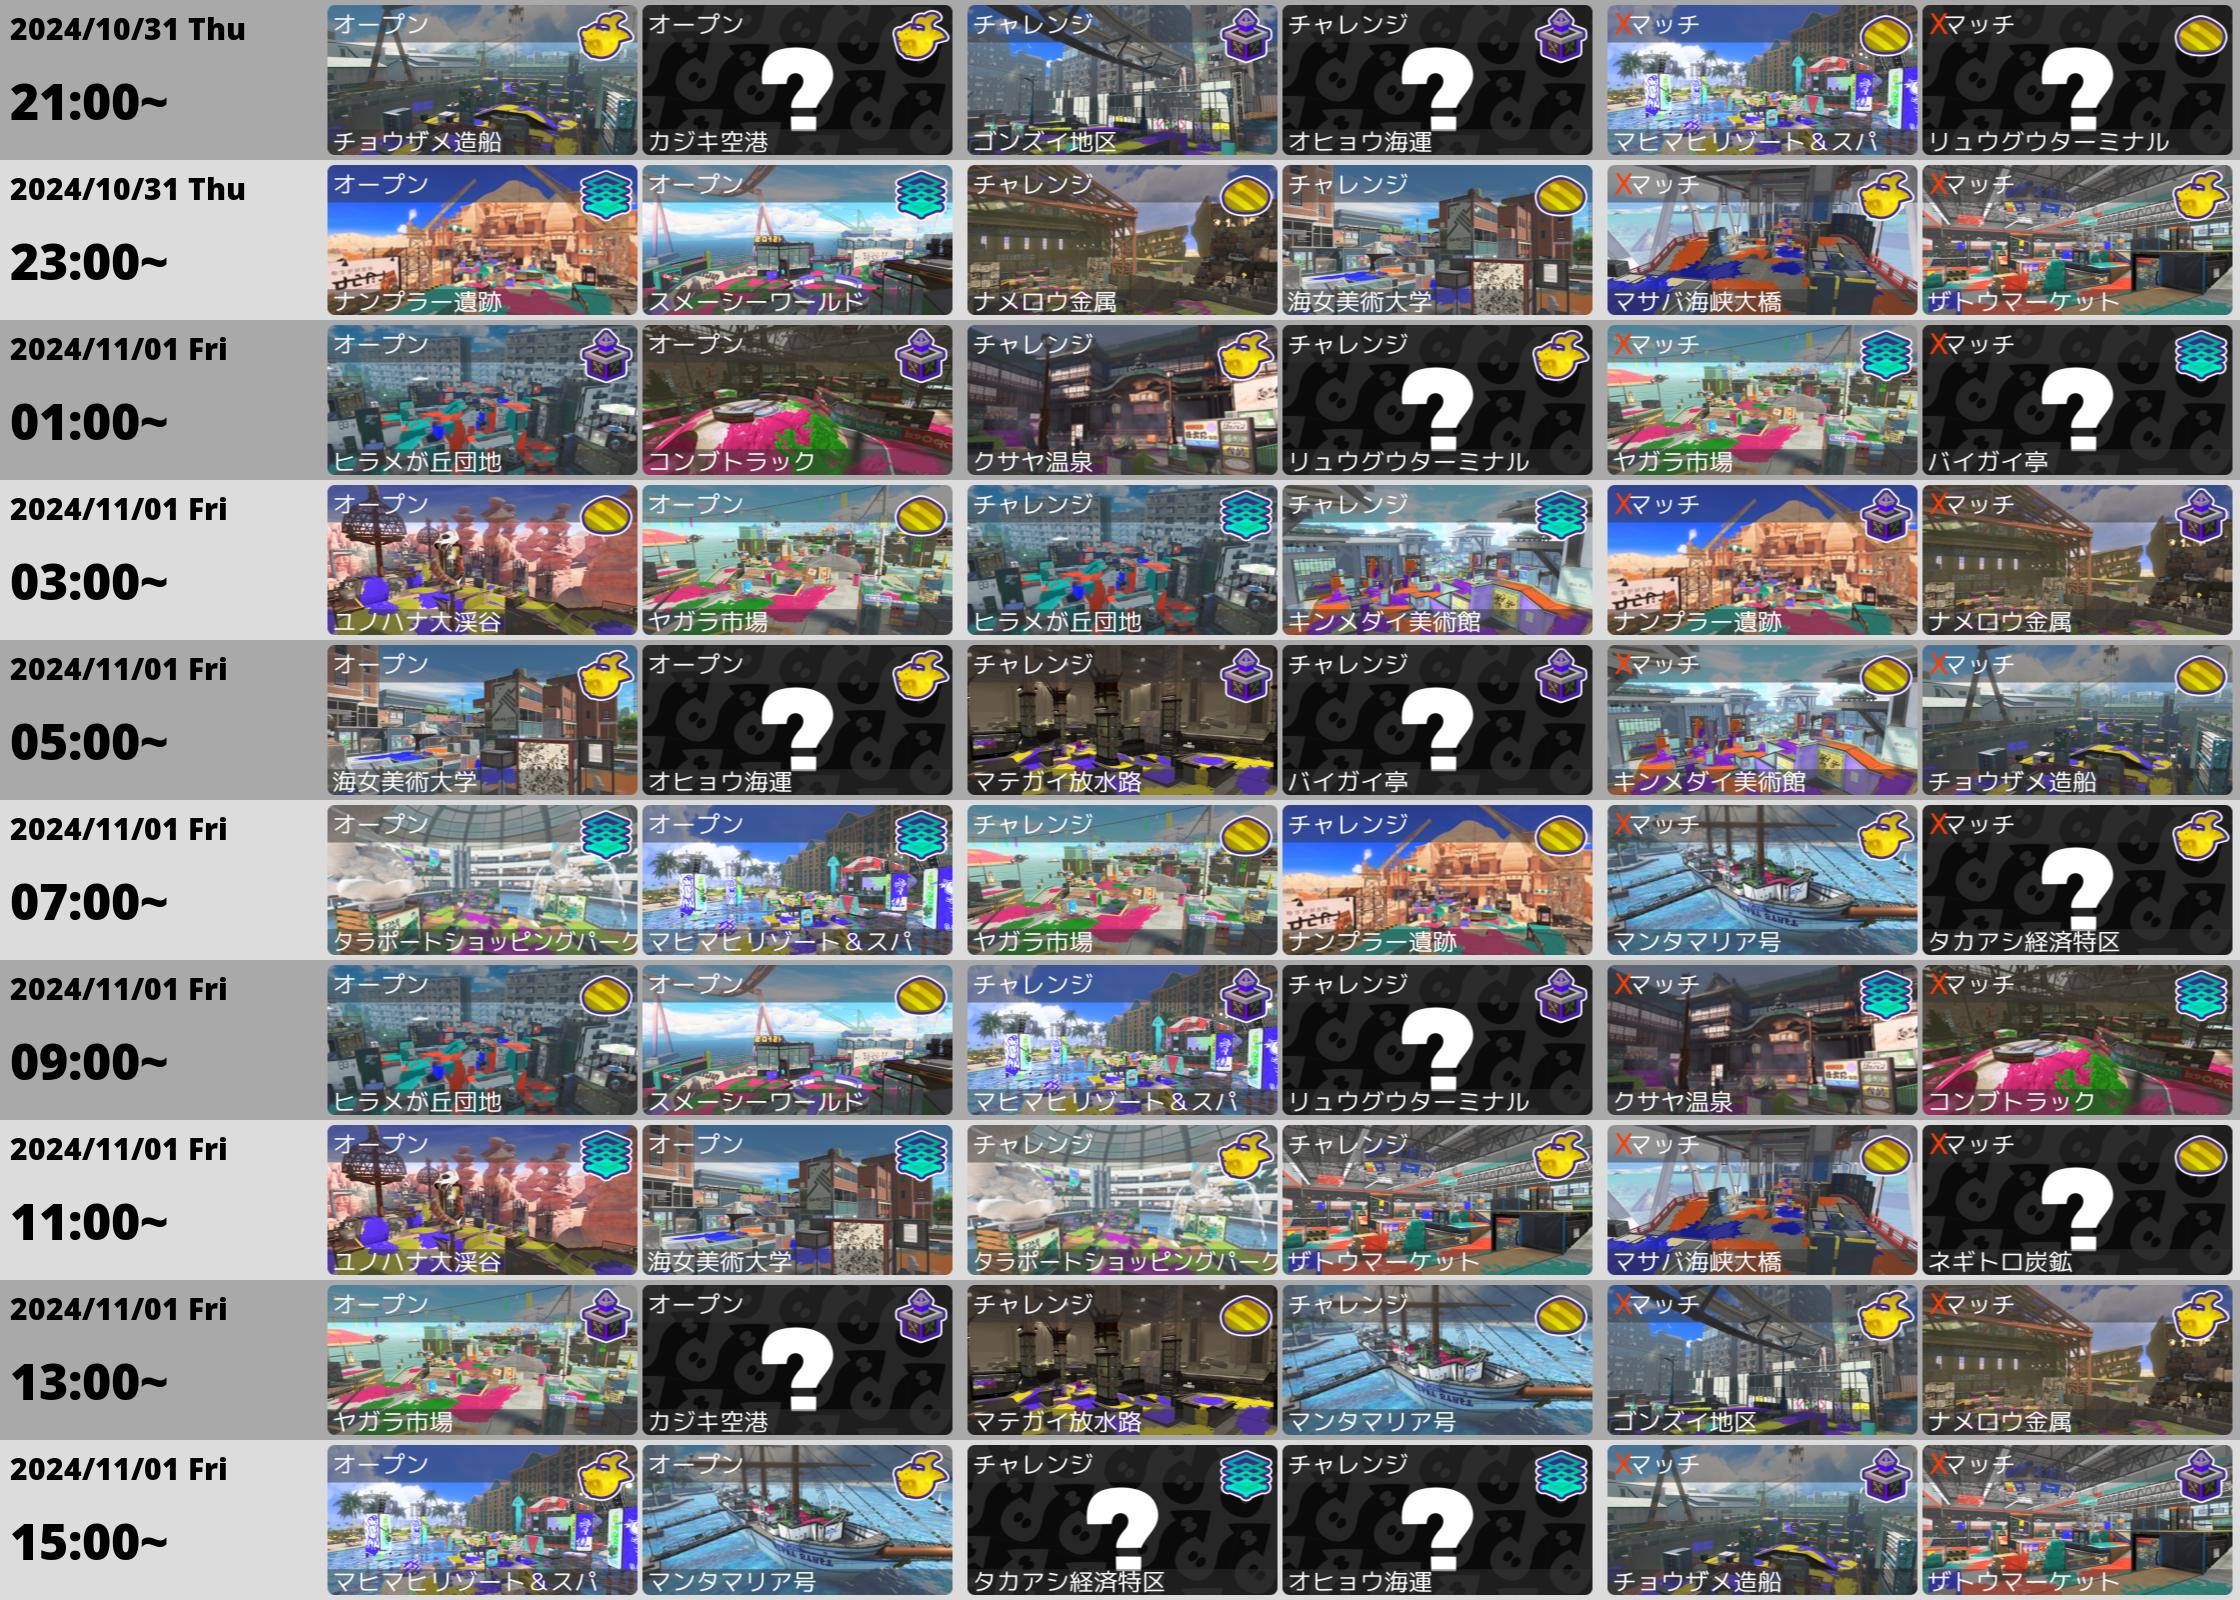 2024/10/31 Thu
21:00~
オープン
チョウザメ造船
オープン
カジキ空港
チャレンジ
ゴンズイ地区
チャレンジ
オヒョウ海運
Xマッチ
マヒマヒリゾート＆スパ
Xマッチ
リュウグウターミナル
2024/10/31 Thu
23:00~
オープン
ナンプラー遺跡
オープン
スメーシーワールド
チャレンジ
ナメロウ金属
チャレンジ
海女美術大学
Xマッチ
マサバ海峡大橋
Xマッチ
ザトウマーケット
2024/11/01 Fri
01:00~
オープン
ヒラメが丘団地
オープン
コンブトラック
チャレンジ
クサヤ温泉
チャレンジ
リュウグウターミナル
Xマッチ
ヤガラ市場
Xマッチ
バイガイ亭
2024/11/01 Fri
03:00~
オープン
ユノハナ大渓谷
オープン
ヤガラ市場
チャレンジ
ヒラメが丘団地
チャレンジ
キンメダイ美術館
Xマッチ
ナンプラー遺跡
Xマッチ
ナメロウ金属
2024/11/01 Fri
05:00~
オープン
海女美術大学
オープン
オヒョウ海運
チャレンジ
マテガイ放水路
チャレンジ
バイガイ亭
Xマッチ
キンメダイ美術館
Xマッチ
チョウザメ造船
2024/11/01 Fri
07:00~
オープン
タラポートショッピングパーク
オープン
マヒマヒリゾート＆スパ
チャレンジ
ヤガラ市場
チャレンジ
ナンプラー遺跡
Xマッチ
マンタマリア号
Xマッチ
タカアシ経済特区
2024/11/01 Fri
09:00~
オープン
ヒラメが丘団地
オープン
スメーシーワールド
チャレンジ
マヒマヒリゾート＆スパ
チャレンジ
リュウグウターミナル
Xマッチ
クサヤ温泉
Xマッチ
コンブトラック
2024/11/01 Fri
11:00~
オープン
ユノハナ大渓谷
オープン
海女美術大学
チャレンジ
タラポートショッピングパーク
チャレンジ
ザトウマーケット
Xマッチ
マサバ海峡大橋
Xマッチ
ネギトロ炭鉱
2024/11/01 Fri
13:00~
オープン
ヤガラ市場
オープン
カジキ空港
チャレンジ
マテガイ放水路
チャレンジ
マンタマリア号
Xマッチ
ゴンズイ地区
Xマッチ
ナメロウ金属
2024/11/01 Fri
15:00~
オープン
マヒマヒリゾート＆スパ
オープン
マンタマリア号
チャレンジ
タカアシ経済特区
チャレンジ
オヒョウ海運
Xマッチ
チョウザメ造船
Xマッチ
ザトウマーケット